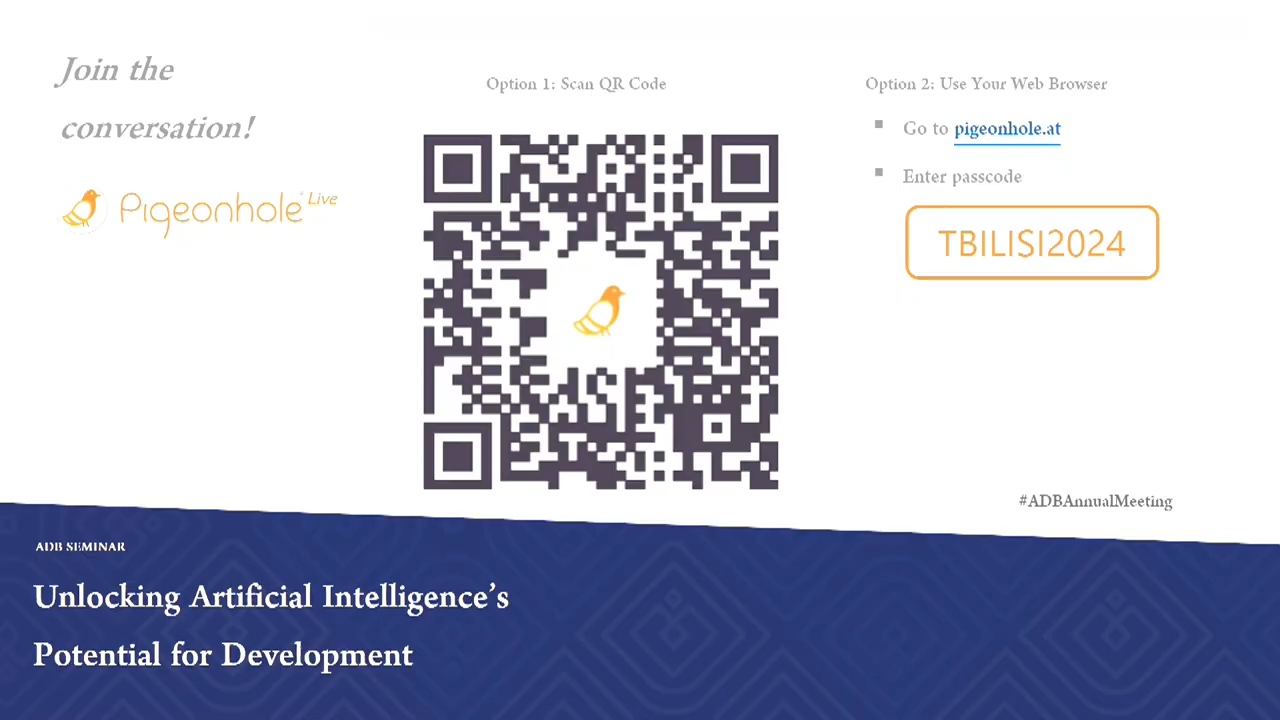 Join the
conversation!
Pigeonhole Live
Option 1: Scan QR Code
Option 2: Use Your Web Browser
Go to pigeonhole.at
Enter passcode
TBILISI2024
#ADBAnnualMeeting
ADB SEMINAR
Unlocking Artificial Intelligence’s
Potential for Development